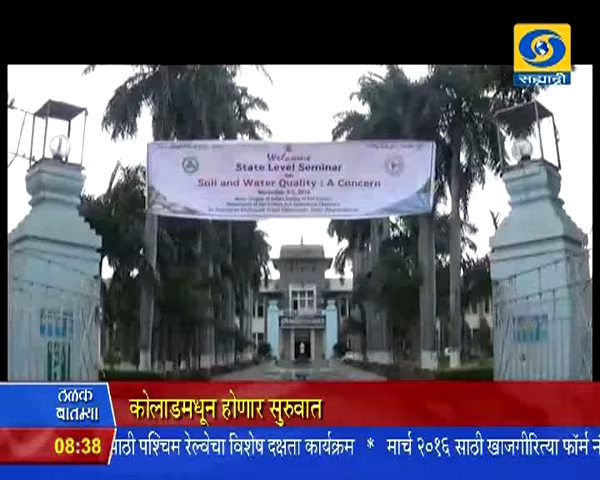 सह्याद्री
Welcome
State Level Seminar
on
Soil and Water Quality : A Concern
ठळक
बातम्या
कोलाडमधून होणार सुरुवात
08:38
साठी पश्चिम रेल्वेचा विशेष दक्षता कार्यक्रम * मार्च २०१६ साठी खाजगीरित्या फॉर्म